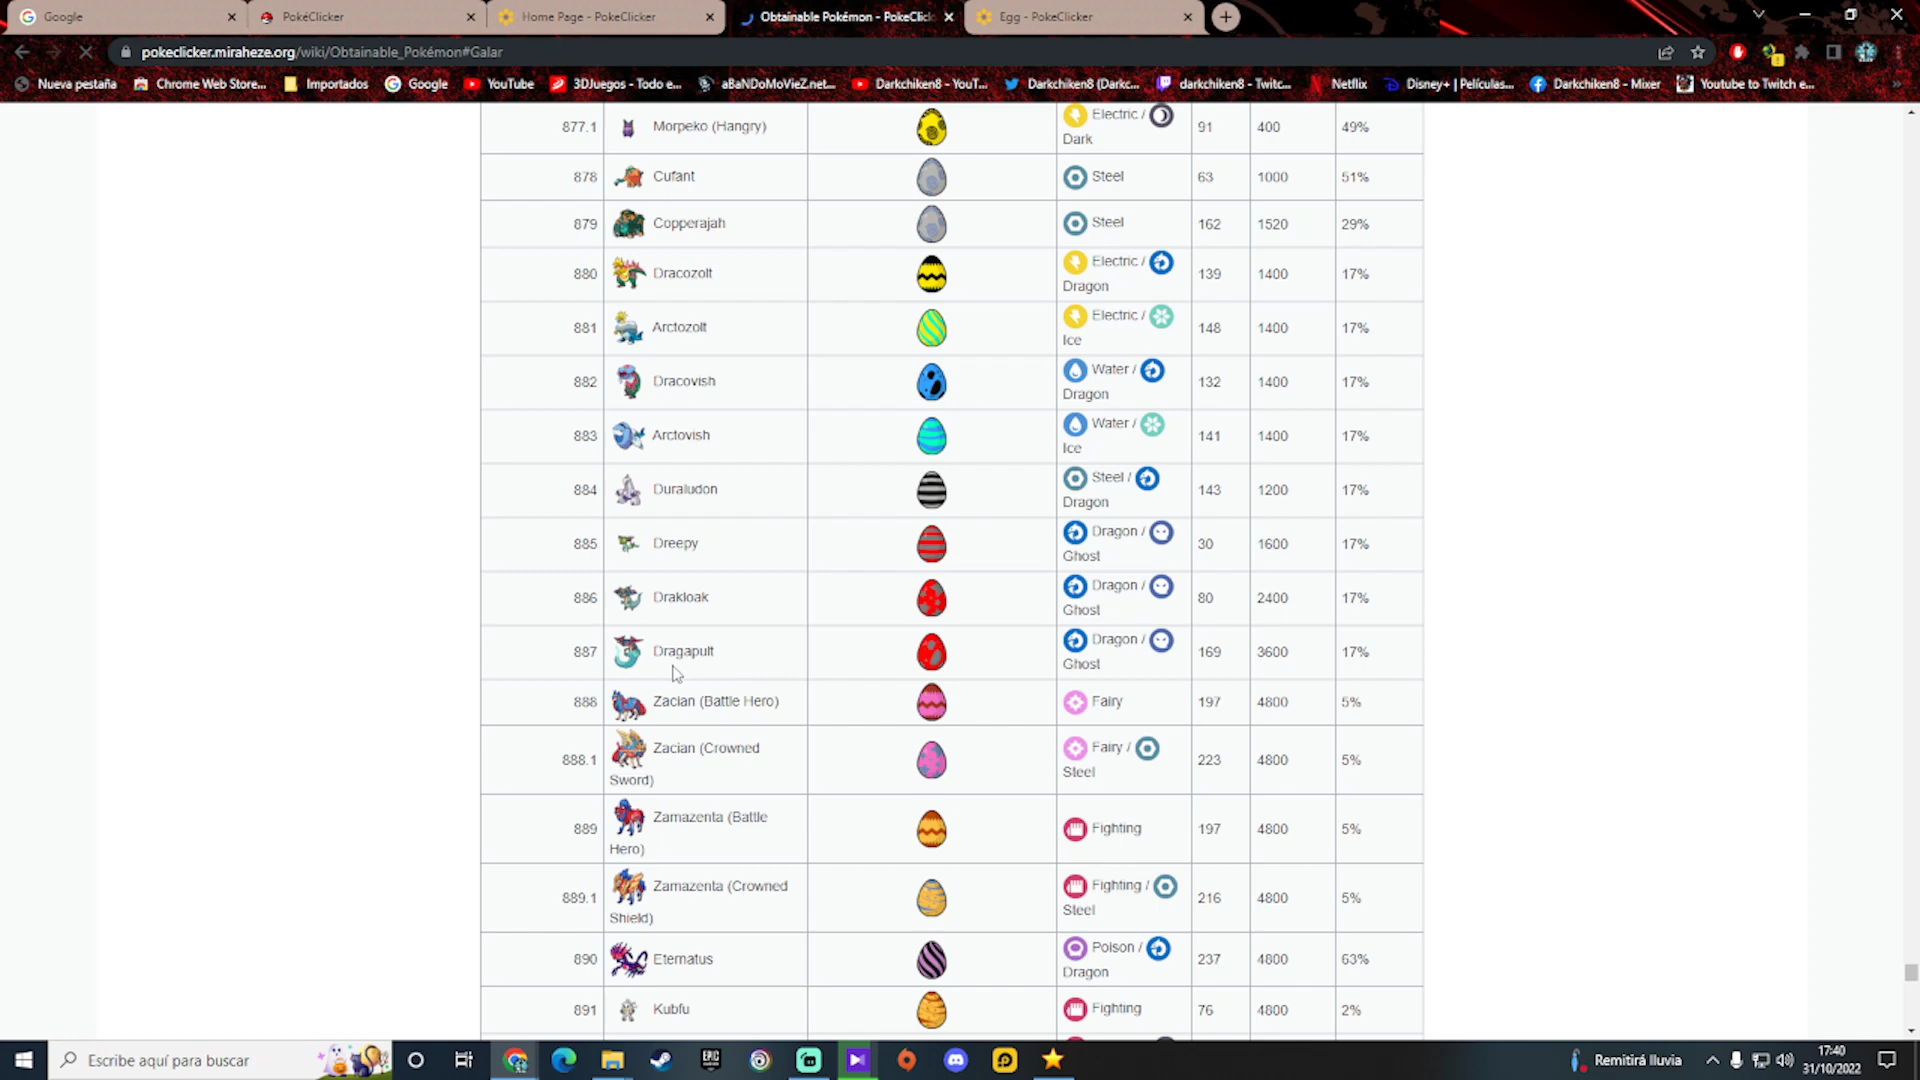 Google
PokéClicker
Home Page - PokeClicker
Obtainable Pokémon - PokeClick
Egg - PokeClicker
pokeclicker.miraheze.org/wiki/Obtainable_Pokémon#Galar
Nueva pestaña
Chrome Web Store...
Importados
Google
YouTube
3DJuegos - Todo e...
aBaNDoMoVieZ.net...
Darkchiken8 - YouT...
Darkchiken8 (Darkc...
darkchiken8 - Twitc...
Netflix
Disney+ | Películas...
Darkchiken8 - Mixer
Youtube to Twitch e...
877.1 Morpeko (Hangry) Electric / Dark 91 400 49%
878 Cufant Steel 63 1000 51%
879 Copperajah Steel 162 1520 29%
880 Dracozolt Electric / Dragon 139 1400 17%
881 Arctozolt Electric / Ice 148 1400 17%
882 Dracovish Water / Dragon 132 1400 17%
883 Arctovish Water / Ice 141 1400 17%
884 Duraludon Steel / Dragon 143 1200 17%
885 Dreepy Dragon / Ghost 30 1600 17%
886 Drakloak Dragon / Ghost 80 2400 17%
887 Dragapult Dragon / Ghost 169 3600 17%
888 Zacian (Battle Hero) Fairy 197 4800 5%
888.1 Zacian (Crowned Sword) Fairy / Steel 223 4800 5%
889 Zamazenta (Battle Hero) Fighting 197 4800 5%
889.1 Zamazenta (Crowned Shield) Fighting / Steel 216 4800 5%
890 Eternatus Poison / Dragon 237 4800 63%
891 Kubfu Fighting 76 4800 2%
Escribe aquí para buscar
EPIC
Remitirá lluvia
17:40
31/10/2022